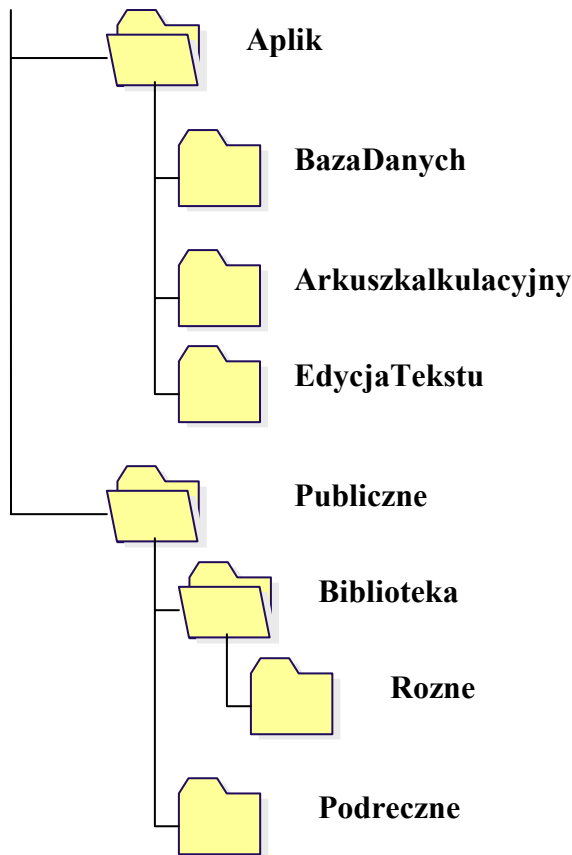 Aplik
BazaDanych
Arkuszkalkulacyjny
EdycjaTekstu
Publiczne
Biblioteka
Rozne
Podreczne